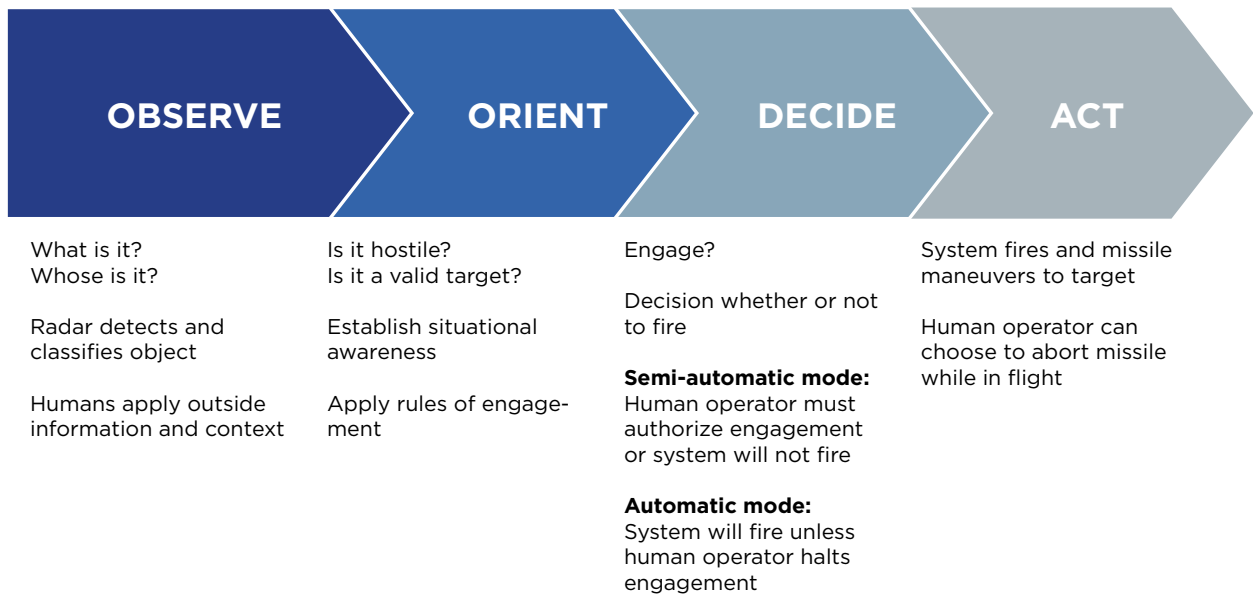 OBSERVE
ORIENT
DECIDE
ACT
What is it?
Whose is it?
Radar detects and
classifies object
Humans apply outside
information and context
Is it hostile?
Is it a valid target?
Establish situational
awareness
Apply rules of engage-
ment
Engage?
Decision whether or not
to fire
Semi-automatic mode:
Human operator must
authorize engagement
or system will not fire
Automatic mode:
System will fire unless
human operator halts
engagement
System fires and missile
maneuvers to target
Human operator can
choose to abort missile
while in flight